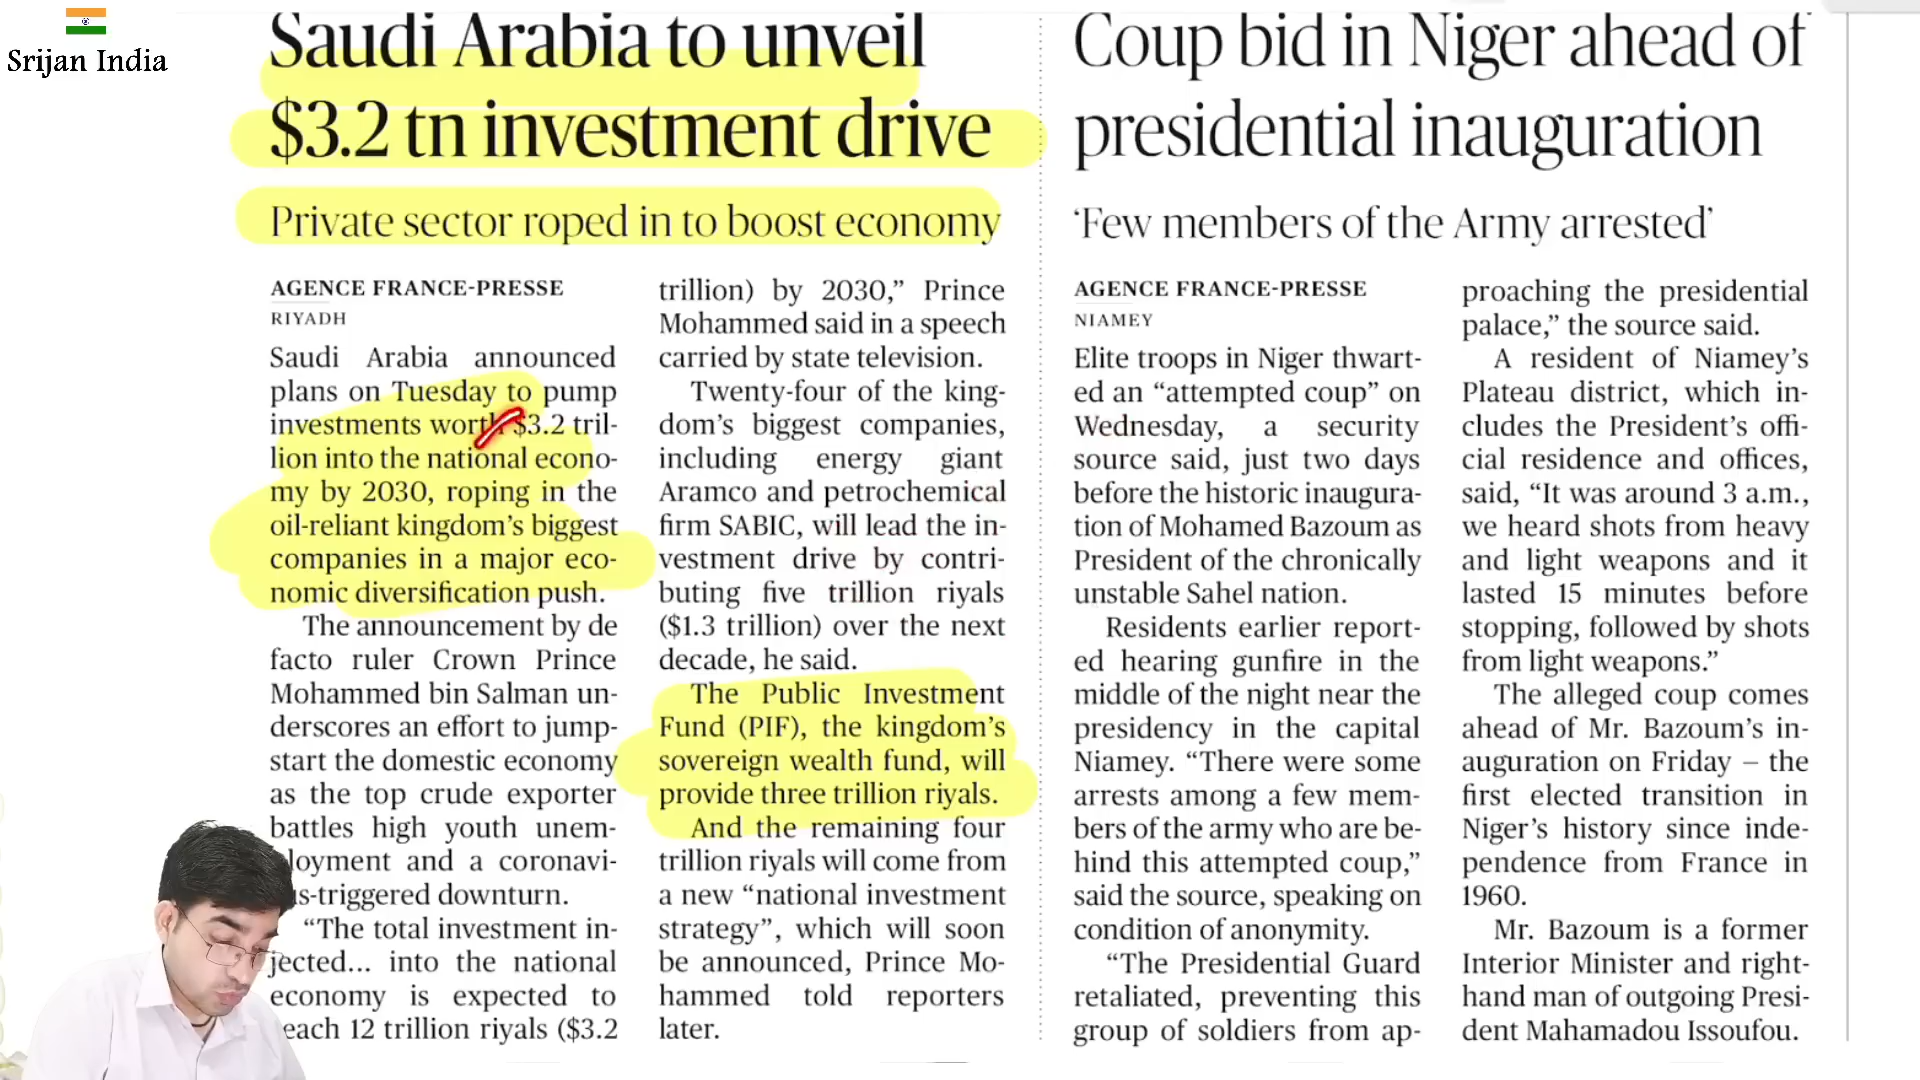 Srijan India
Saudi Arabia to unveil
$3.2 tn investment drive
Private sector roped in to boost economy
AGENCE FRANCE-PRESSE
RIYADH
Saudi Arabia announced
plans on Tuesday to pump
investments worth $3.2 tril-
lion into the national econo-
my by 2030, roping in the
oil-reliant kingdom's biggest
companies in a major eco-
nomic diversification push.
The announcement by de
facto ruler Crown Prince
Mohammed bin Salman un-
derscores an effort to jump-
start the domestic economy
as the top crude exporter
battles high youth unem-
ployment and a coronavi-
rus-triggered downturn.
“The total investment in-
jected... into the national
economy is expected to
reach 12 trillion riyals ($3.2
trillion) by 2030,” Prince
Mohammed said in a speech
carried by state television.
Twenty-four of the king-
dom's biggest companies,
including energy giant
Aramco and petrochemical
firm SABIC, will lead the in-
vestment drive by contri-
buting five trillion riyals
($1.3 trillion) over the next
decade, he said.
The Public Investment
Fund (PIF), the kingdom's
sovereign wealth fund, will
provide three trillion riyals.
And the remaining four
trillion riyals will come from
a new “national investment
strategy”, which will soon
be announced, Prince Mo-
hammed told reporters
later.
Coup bid in Niger ahead of
presidential inauguration
‘Few members of the Army arrested’
AGENCE FRANCE-PRESSE
NIAMEY
Elite troops in Niger thwart-
ed an “attempted coup” on
Wednesday, a security
source said, just two days
before the historic inaugura-
tion of Mohamed Bazoum as
President of the chronically
unstable Sahel nation.
Residents earlier report-
ed hearing gunfire in the
middle of the night near the
presidency in the capital
Niamey. “There were some
arrests among a few mem-
bers of the army who are be-
hind this attempted coup,”
said the source, speaking on
condition of anonymity.
“The Presidential Guard
retaliated, preventing this
group of soldiers from ap-
proaching the presidential
palace,” the source said.
A resident of Niamey's
Plateau district, which in-
cludes the President's offi-
cial residence and offices,
said, “It was around 3 a.m.,
we heard shots from heavy
and light weapons and it
lasted 15 minutes before
stopping, followed by shots
from light weapons.”
The alleged coup comes
ahead of Mr. Bazoum's in-
auguration on Friday – the
first elected transition in
Niger's history since inde-
pendence from France in
1960.
Mr. Bazoum is a former
Interior Minister and right-
hand man of outgoing Presi-
dent Mahamadou Issoufou.